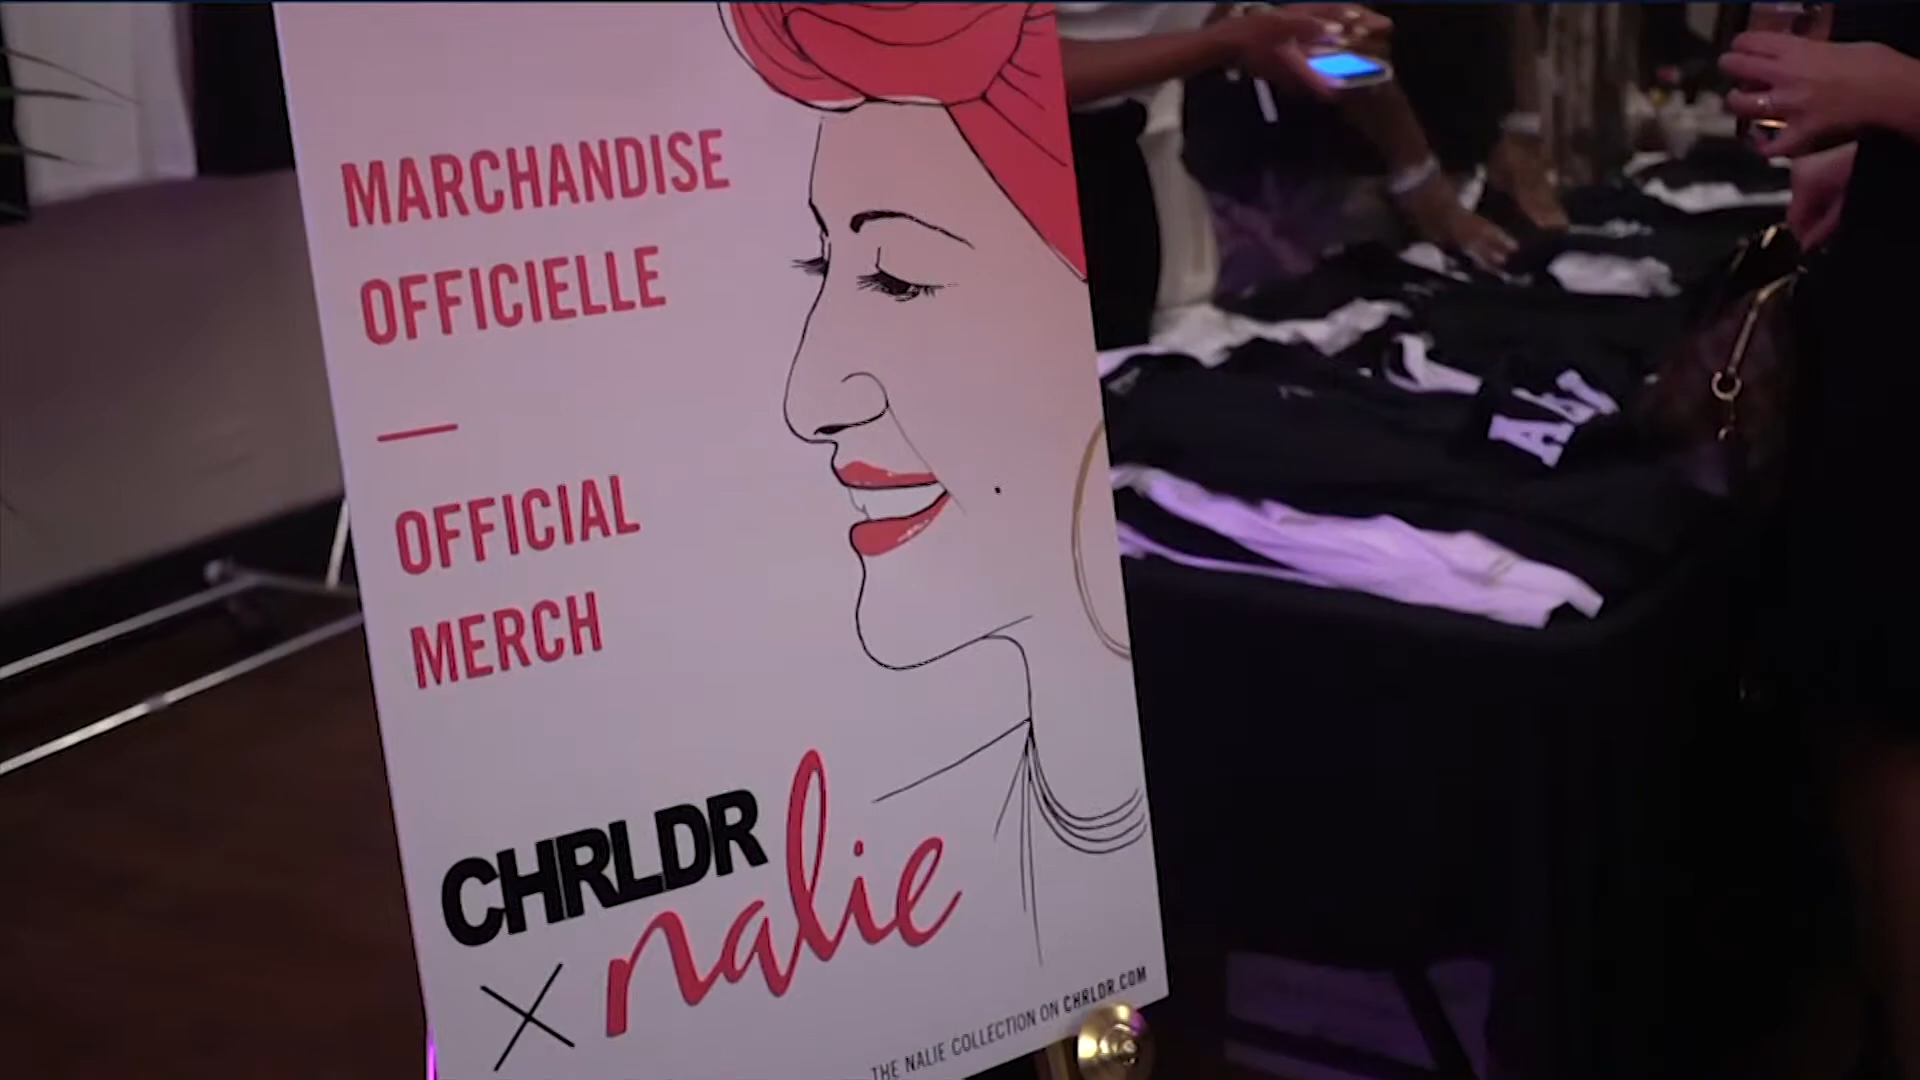 MARCHANDISE
OFFICIELLE
OFFICIAL
MERCH
CHRLDR
X nalie
THE NALIE COLLECTION ON CHRLDR.COM